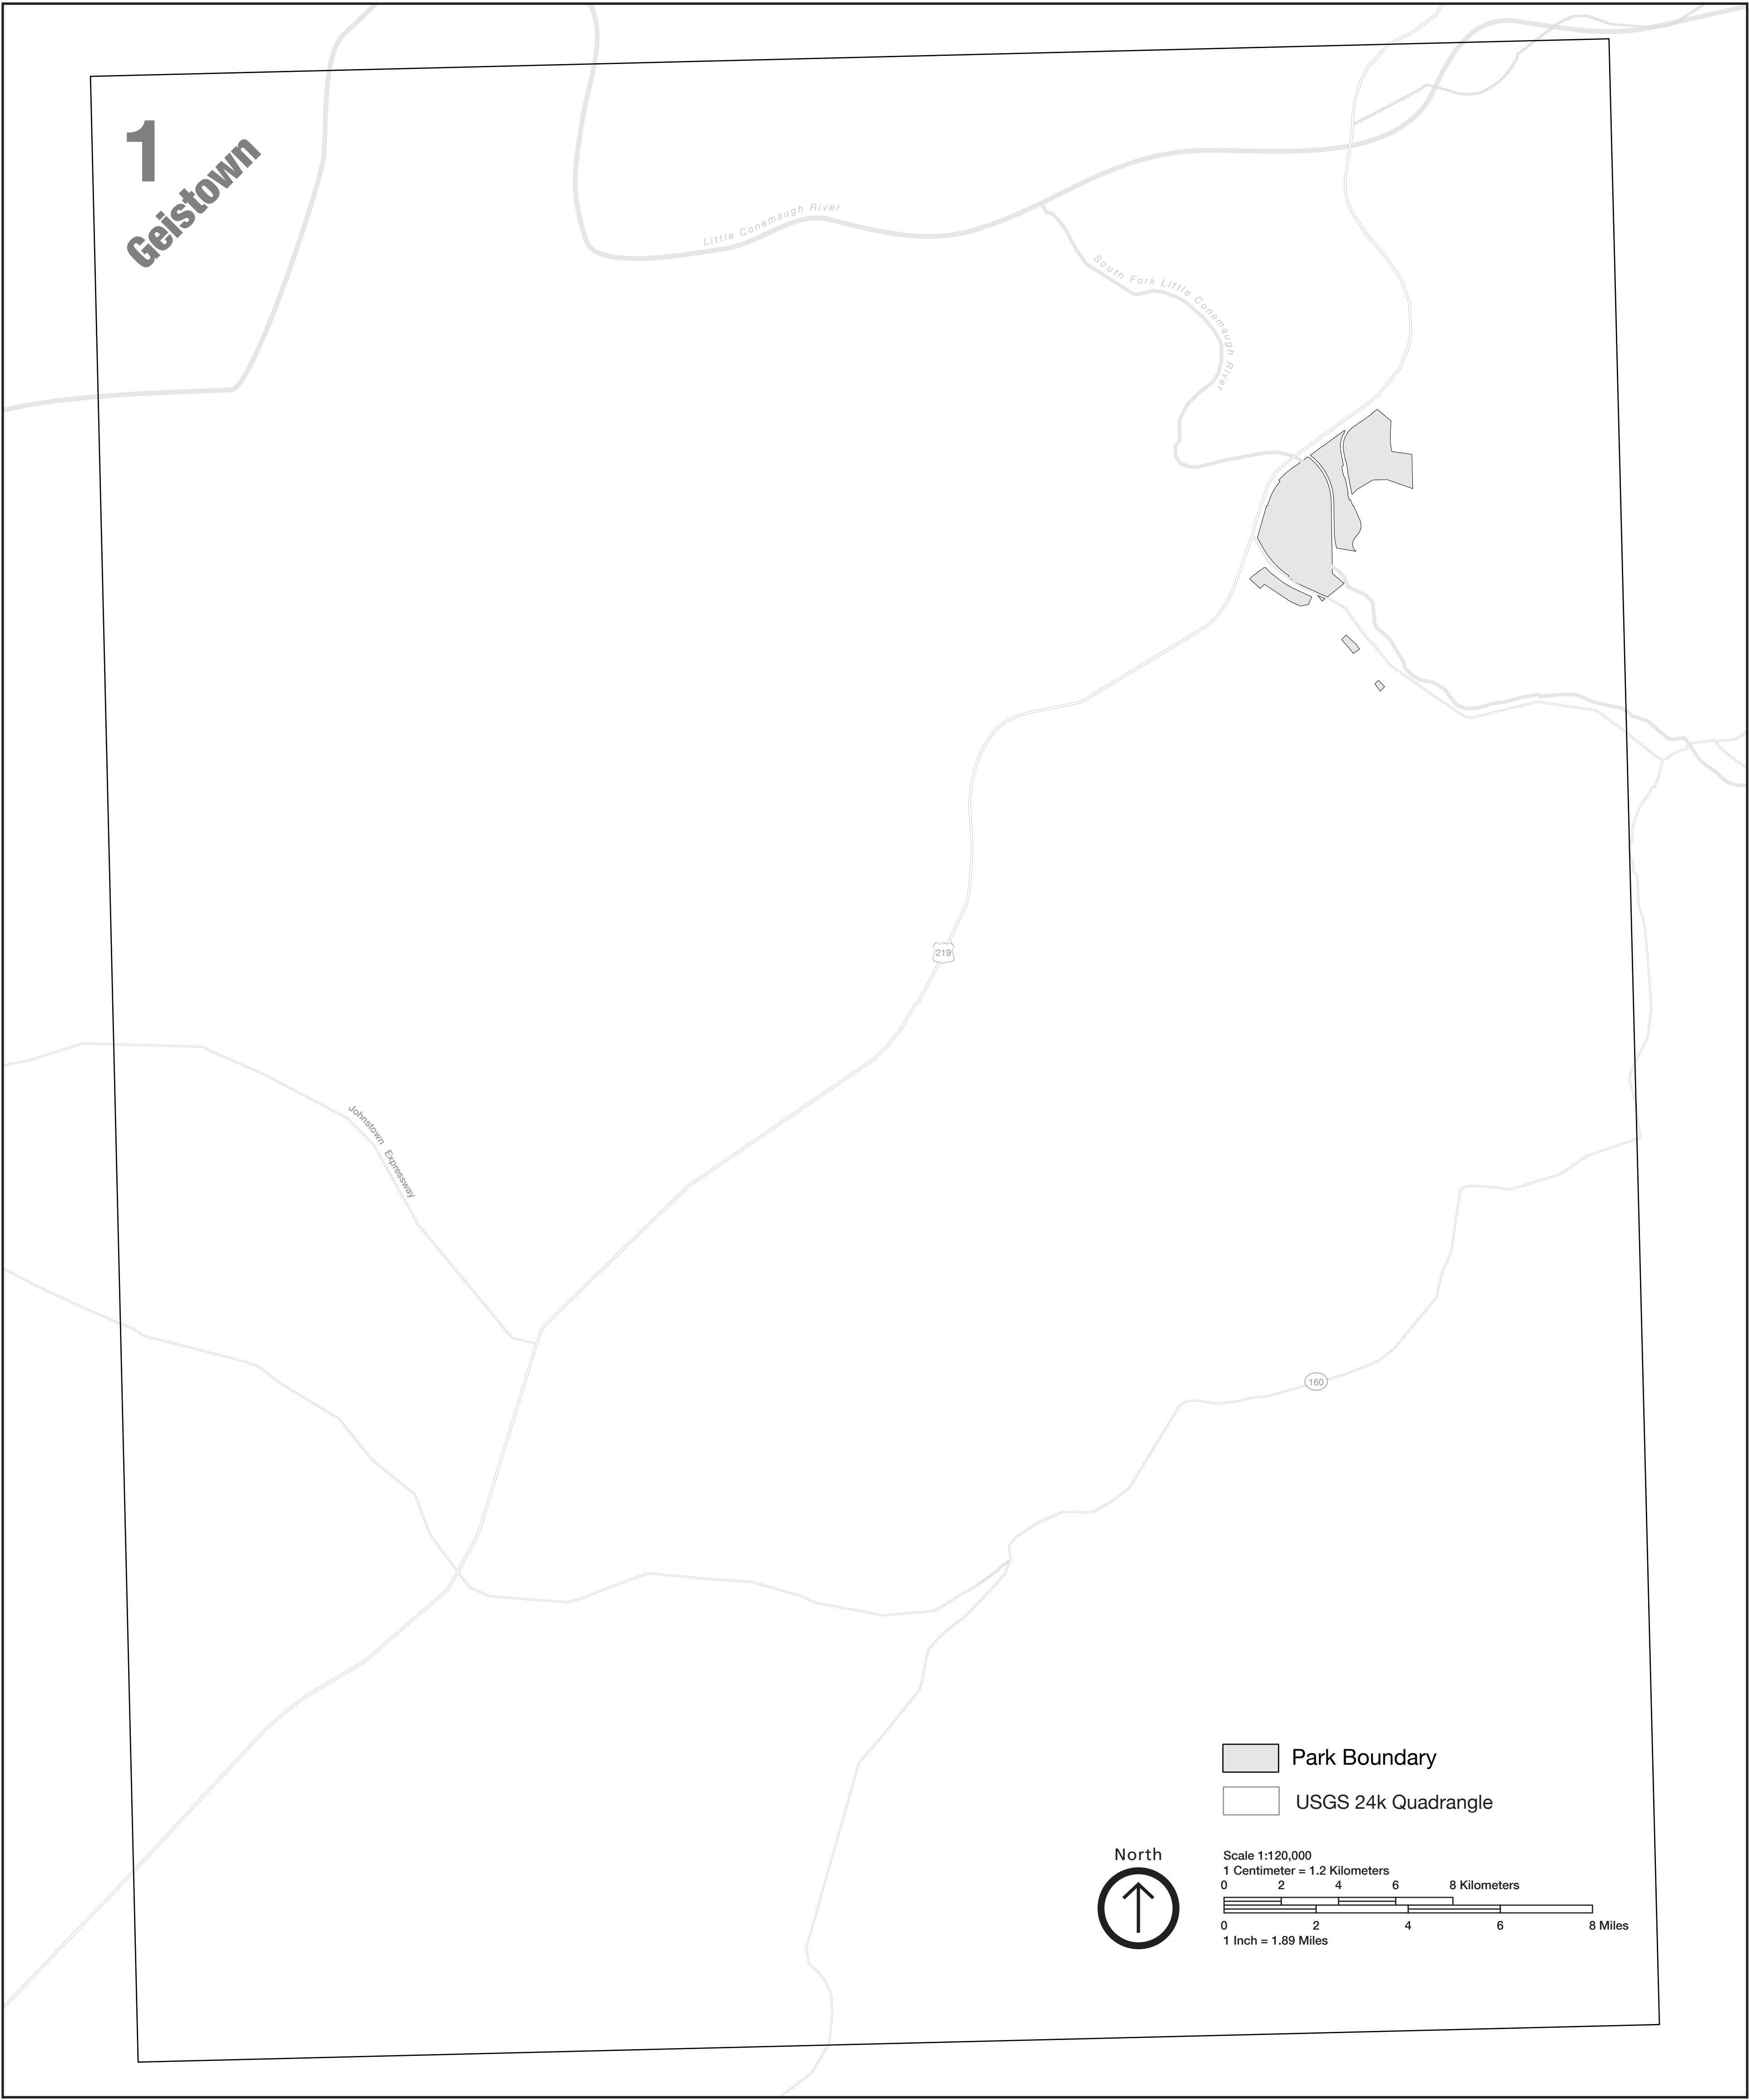 1
Geistown
Little Conemaugh River
South Fork Little Conemaugh River
219
Johnstown Expressway
160
Park Boundary
USGS 24k Quadrangle
North
Scale 1:120,000
1 Centimeter = 1.2 Kilometers
0 2 4 6 8 Kilometers
0 2 4 6 8 Miles
1 Inch = 1.89 Miles